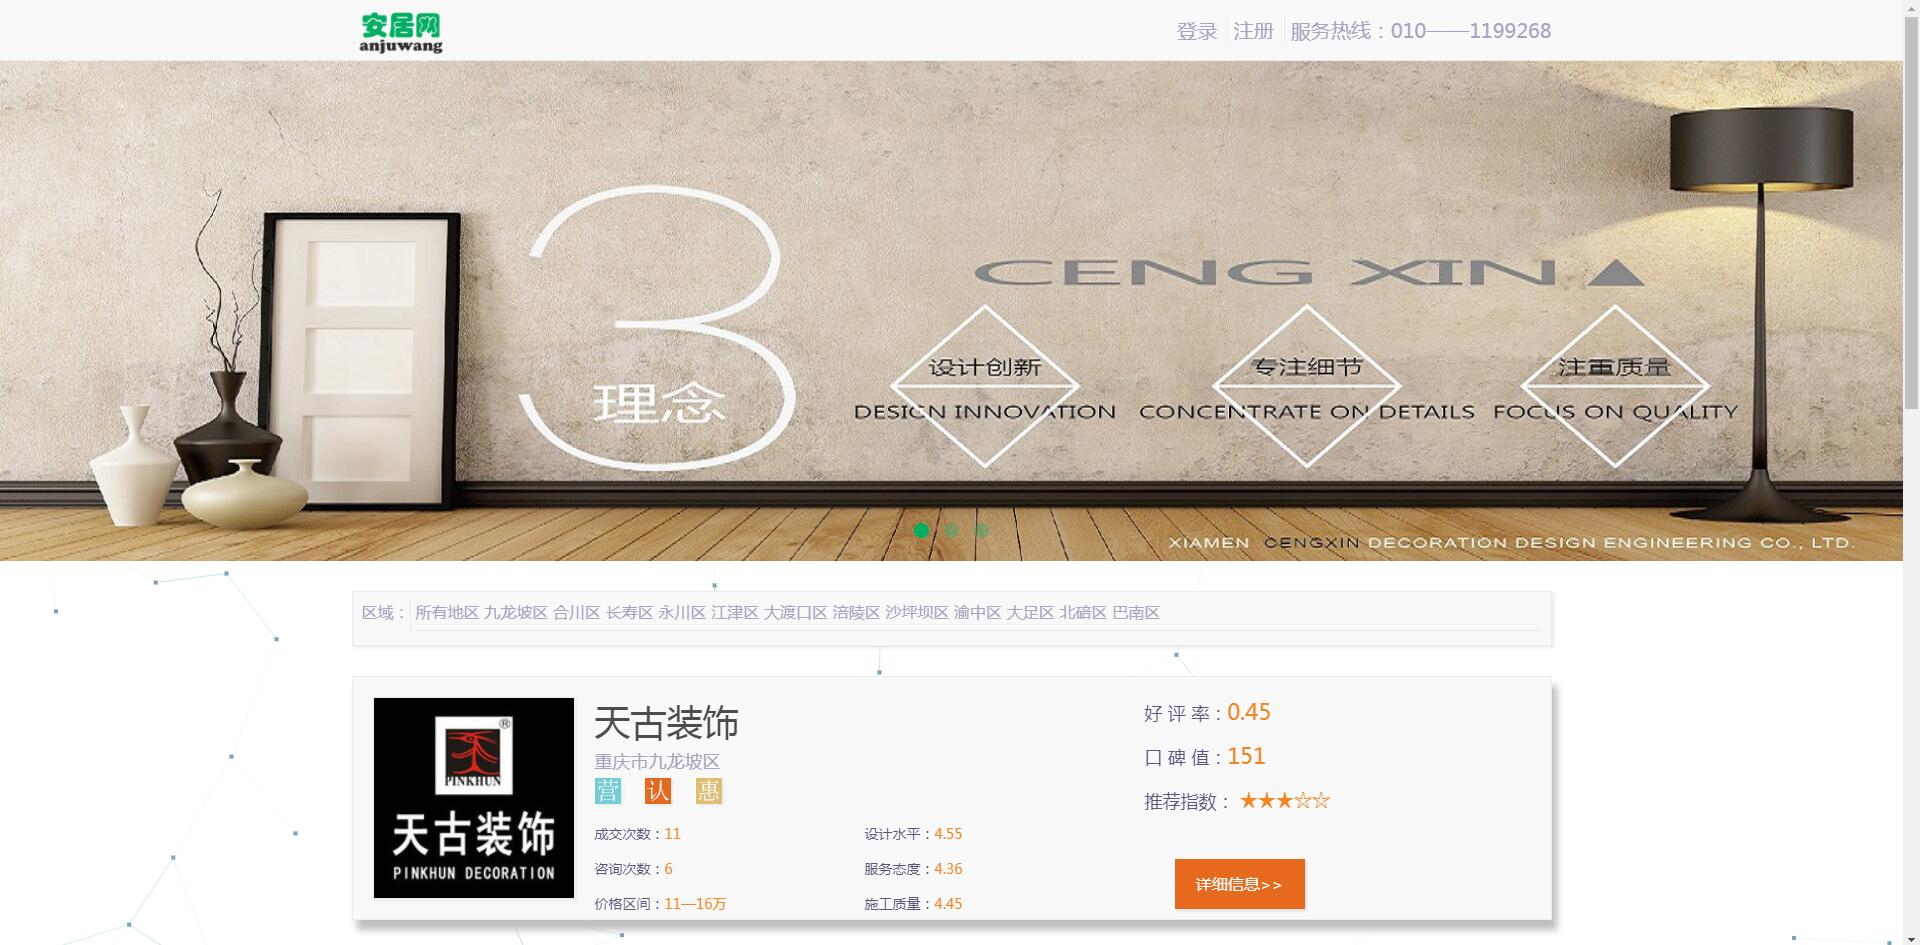 安居网
anjuwang
登录 注册 服务热线：010——1199268
3
理念
CENG XIN
设计创新 专注细节 注重质量
DESIGN INNOVATION CONCENTRATE ON DETAILS FOCUS ON QUALITY
XIAMEN CENGXIN DECORATION DESIGN ENGINEERING CO., LTD.
区域： 所有地区 九龙坡区 合川区 长寿区 永川区 江津区 大渡口区 涪陵区 沙坪坝区 渝中区 大足区 北碚区 巴南区
®
PINKHUN
天古装饰
PINKHUN DECORATION
天古装饰
重庆市九龙坡区
营 认 惠
成交次数：11 设计水平：4.55
咨询次数：6 服务态度：4.36
价格区间：11—16万 施工质量：4.45
好 评 率：0.45
口 碑 值：151
推荐指数： ★★★☆☆
详细信息>>